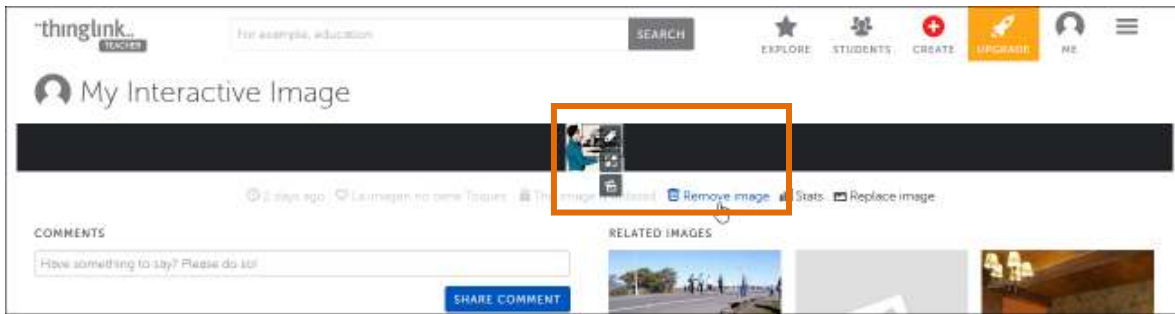 thinglink..
TEACHER
For example, education
SEARCH
EXPLORE
STUDENTS
CREATE
UPGRADE
ME
My Interactive Image
2 days ago La imagen no tiene Toques Remove image Stats Replace image
COMMENTS
RELATED IMAGES
Have something to say? Please do so!
SHARE COMMENT